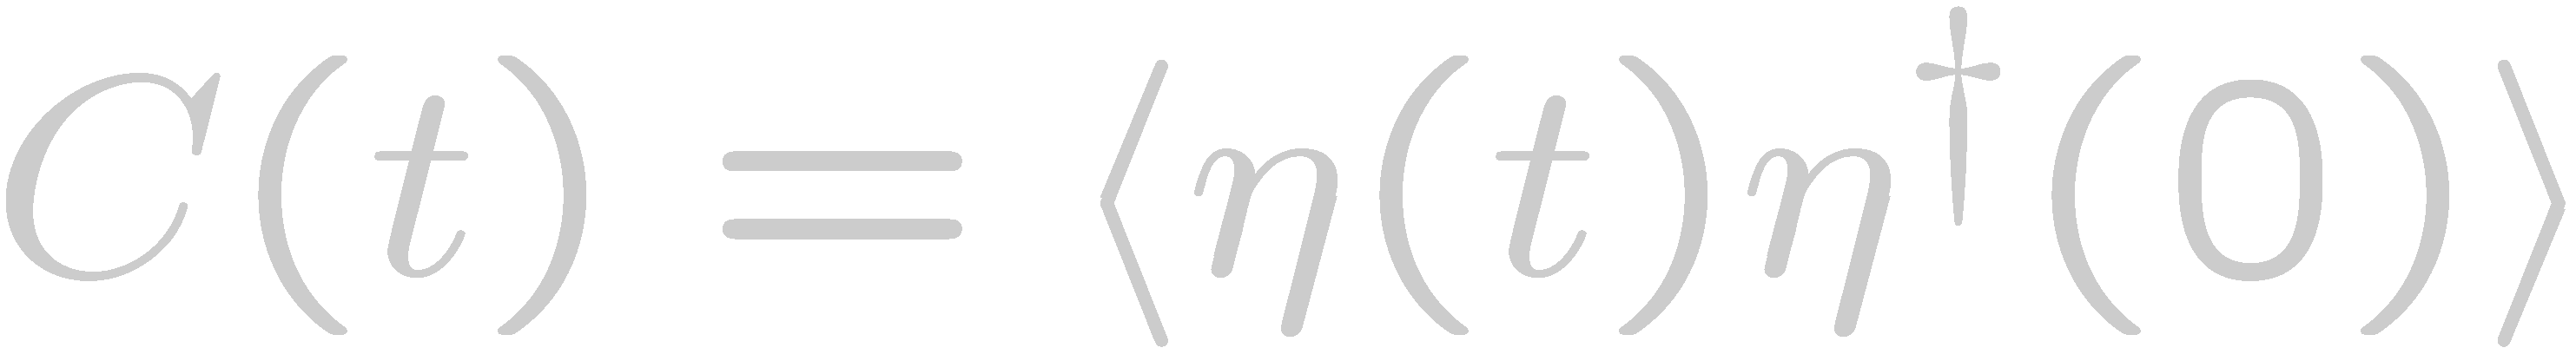 C(t) = ⟨η(t)η†(0)⟩